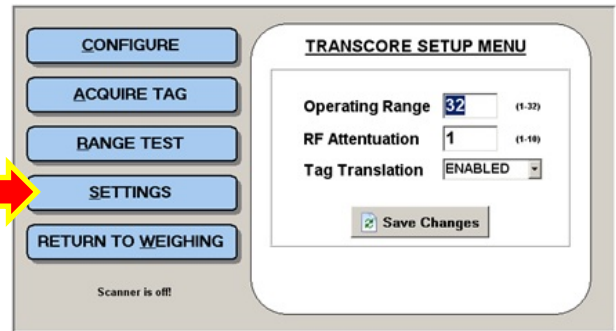 CONFIGURE
ACQUIRE TAG
RANGE TEST
SETTINGS
RETURN TO WEIGHING
Scanner is off!
TRANSCORE SETUP MENU
Operating Range 32 (1-32)
RF Attentuation 1 (1-10)
Tag Translation ENABLED
Save Changes